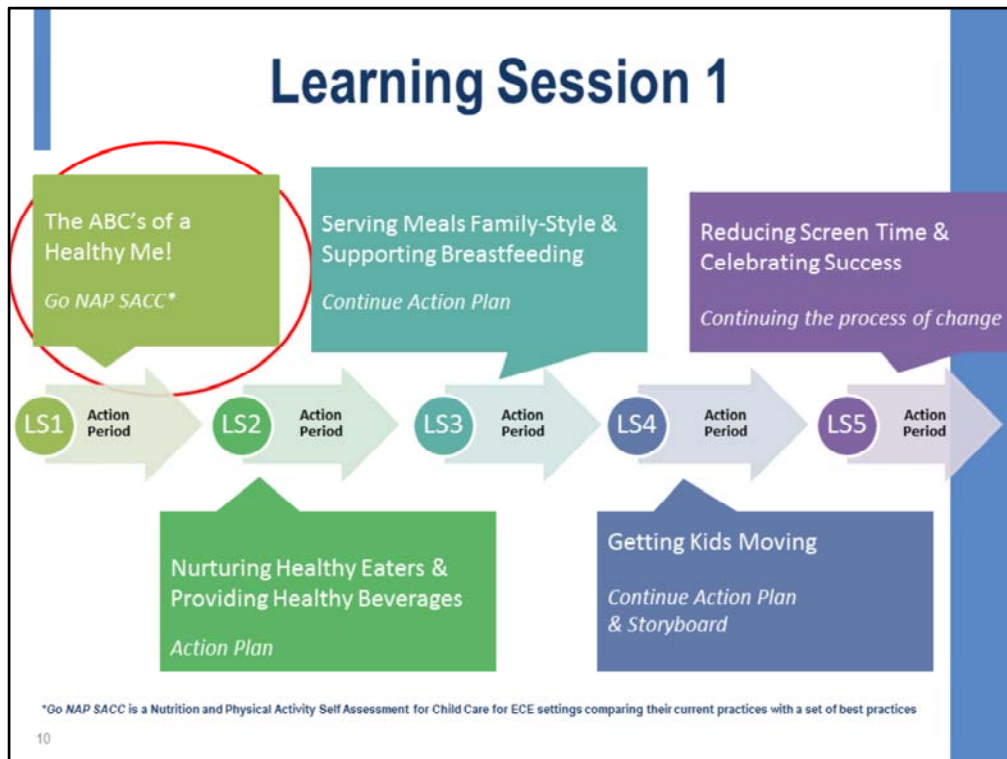 Learning Session 1
The ABC's of a
Healthy Me!
Go NAP SACC*
Serving Meals Family-Style &
Supporting Breastfeeding
Continue Action Plan
Reducing Screen Time &
Celebrating Success
Continuing the process of change
LS1
Action
Period
LS2
Action
Period
LS3
Action
Period
LS4
Action
Period
LS5
Action
Period
Nurturing Healthy Eaters &
Providing Healthy Beverages
Action Plan
Getting Kids Moving
Continue Action Plan
& Storyboard
*Go NAP SACC is a Nutrition and Physical Activity Self Assessment for Child Care for ECE settings comparing their current practices with a set of best practices
10